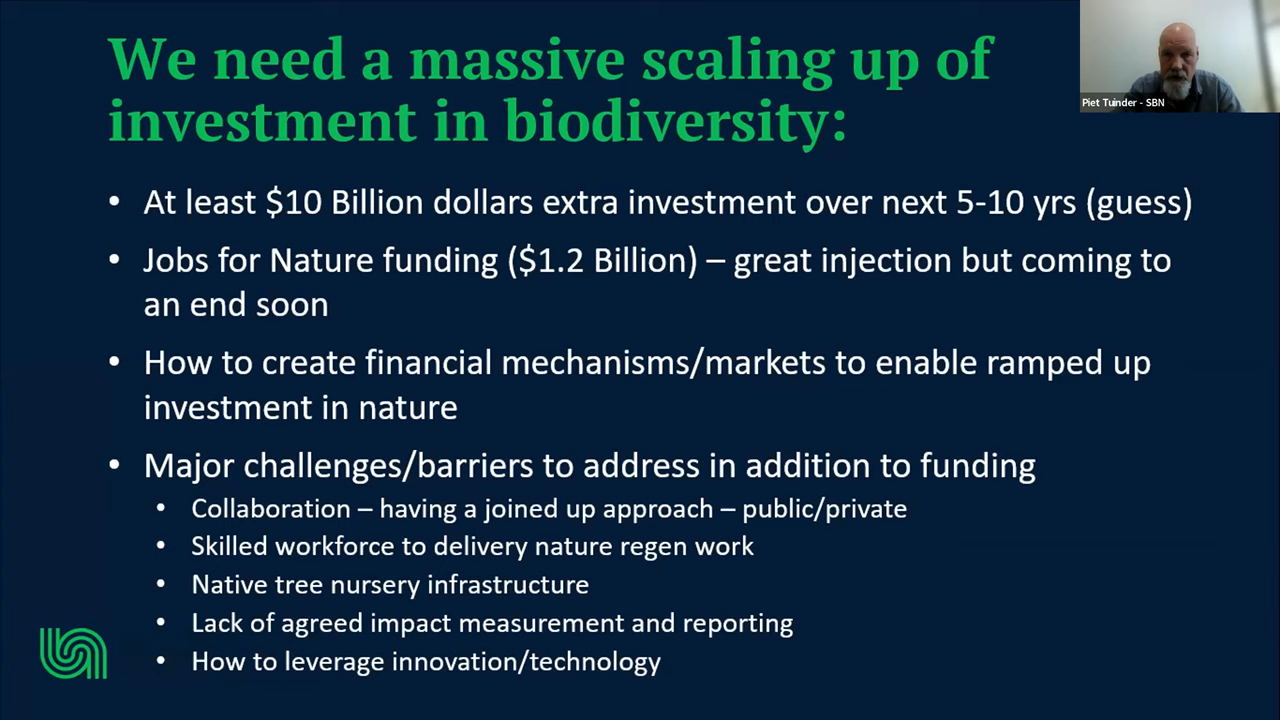 We need a massive scaling up of
investment in biodiversity:
Piet Tuinder - SBN
• At least $10 Billion dollars extra investment over next 5-10 yrs (guess)
• Jobs for Nature funding ($1.2 Billion) – great injection but coming to
an end soon
• How to create financial mechanisms/markets to enable ramped up
investment in nature
• Major challenges/barriers to address in addition to funding
• Collaboration – having a joined up approach – public/private
• Skilled workforce to delivery nature regen work
• Native tree nursery infrastructure
• Lack of agreed impact measurement and reporting
• How to leverage innovation/technology